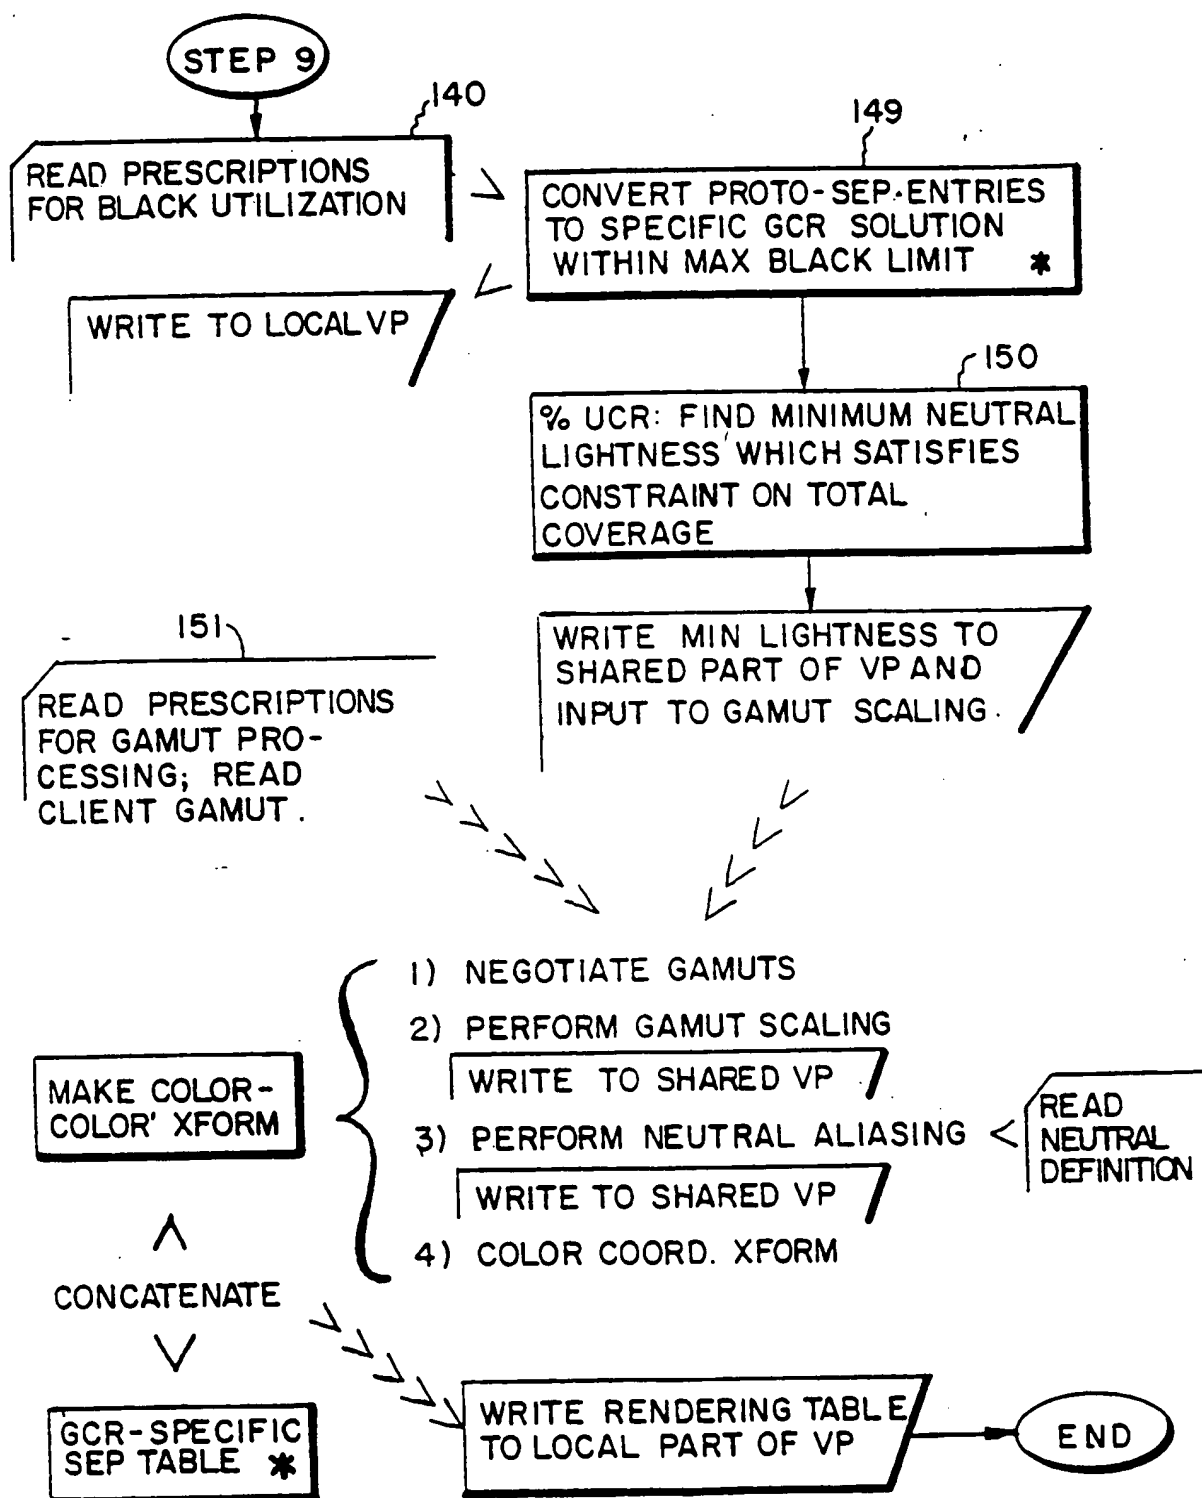 STEP 9
140
READ PRESCRIPTIONS
FOR BLACK UTILIZATION
149
CONVERT PROTO-SEP. ENTRIES
TO SPECIFIC GCR SOLUTION
WITHIN MAX BLACK LIMIT *
WRITE TO LOCAL VP
150
% UCR: FIND MINIMUM NEUTRAL
LIGHTNESS WHICH SATISFIES
CONSTRAINT ON TOTAL
COVERAGE
WRITE MIN LIGHTNESS TO
SHARED PART OF VP AND
INPUT TO GAMUT SCALING.
151
READ PRESCRIPTIONS
FOR GAMUT PRO-
CESSING; READ
CLIENT GAMUT.
1) NEGOTIATE GAMUTS
2) PERFORM GAMUT SCALING
WRITE TO SHARED VP
3) PERFORM NEUTRAL ALIASING
WRITE TO SHARED VP
4) COLOR COORD. XFORM
READ
NEUTRAL
DEFINITION
MAKE COLOR-
COLOR' XFORM
CONCATENATE
GCR-SPECIFIC
SEP TABLE *
WRITE RENDERING TABLE
TO LOCAL PART OF VP
END